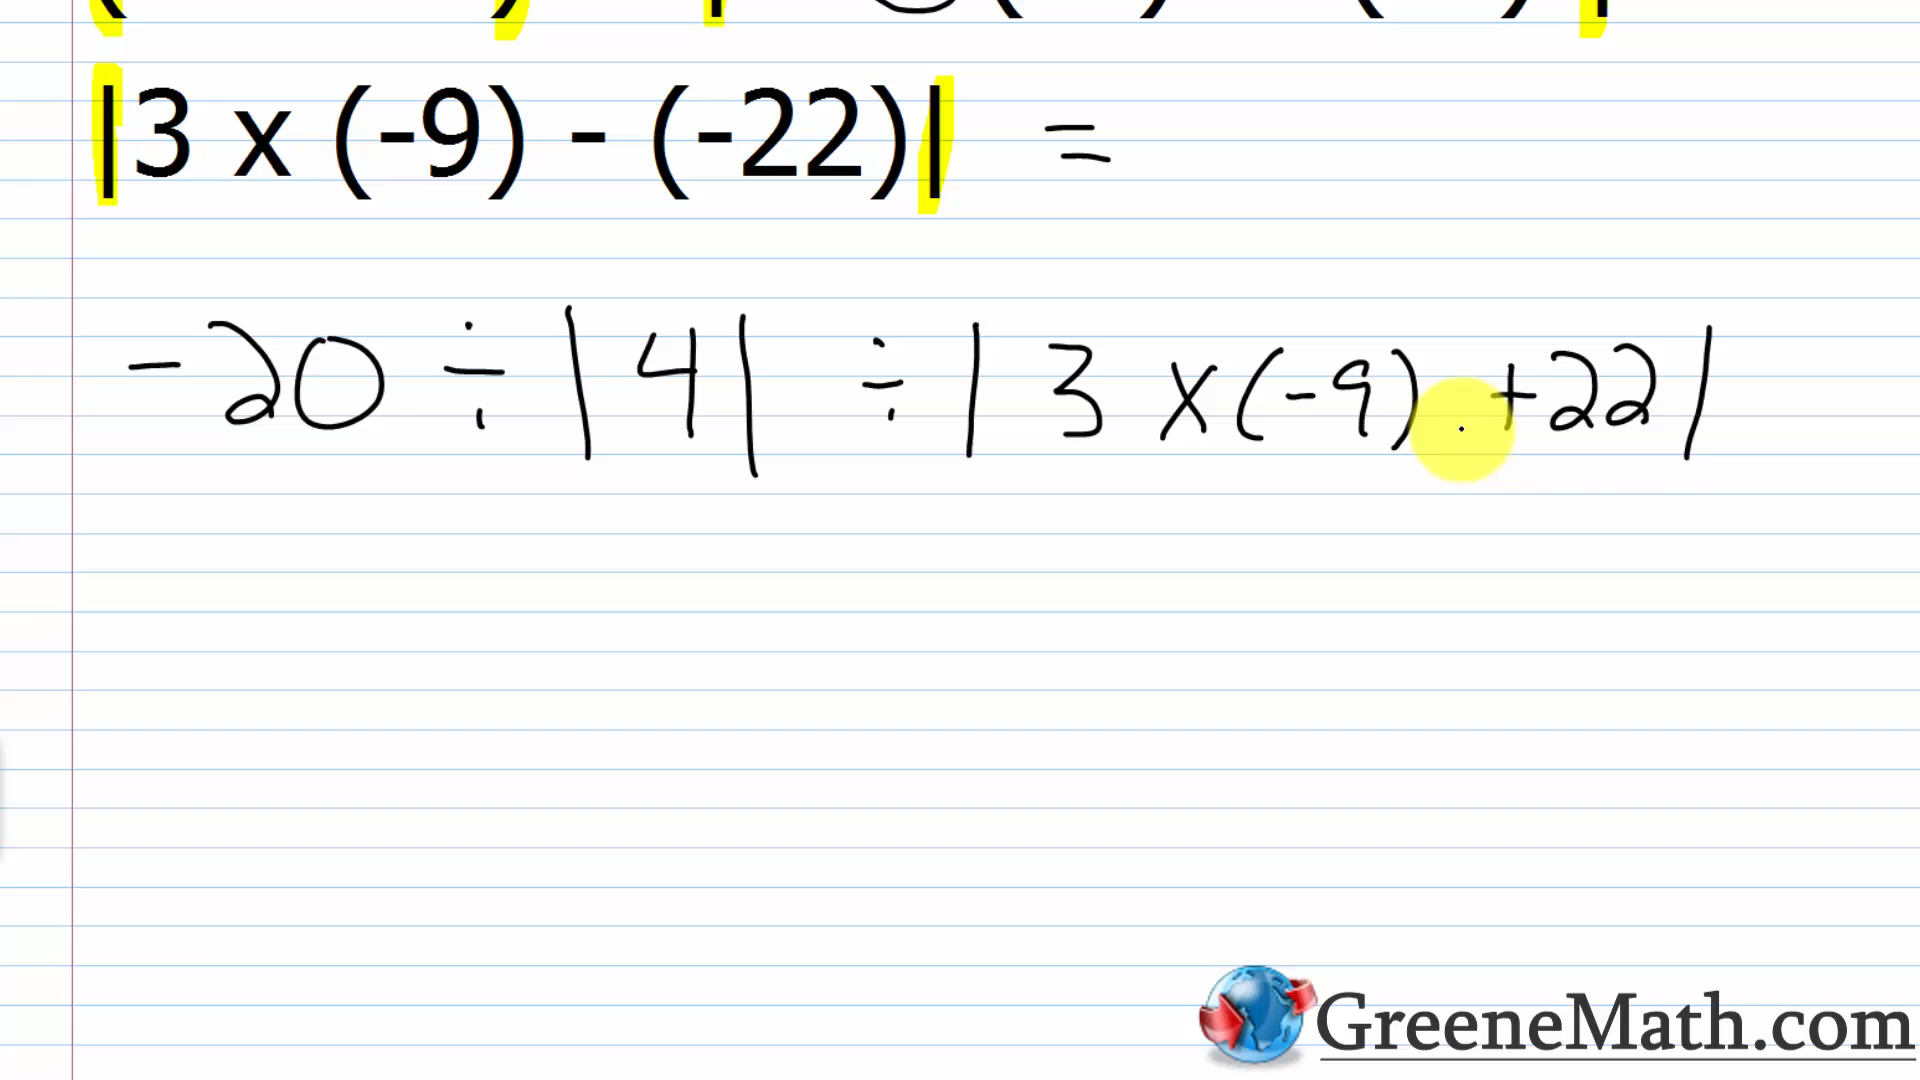 |3 x (-9) - (-22)| =
-20 ÷ |4| ÷ |3 x (-9) +22|
GreeneMath.com